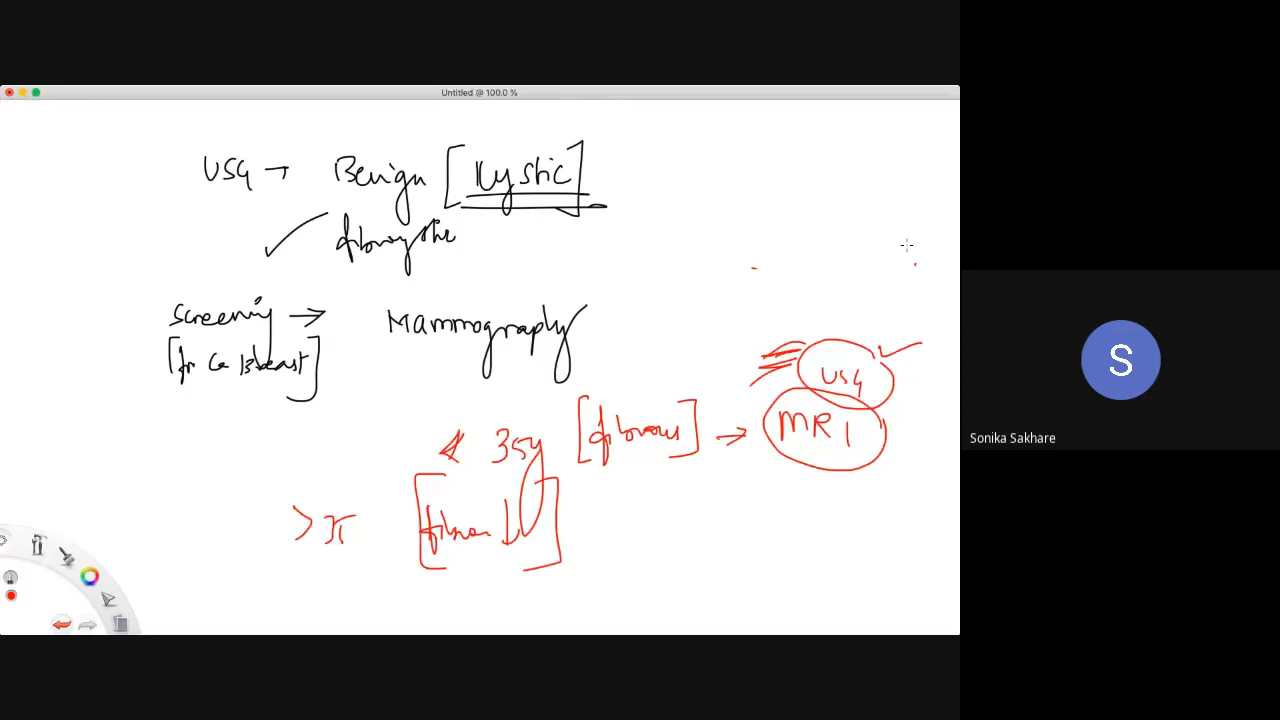 Untitled @ 100.0 %
USG → Benign [Cystic]
fibrocystic
Screening → Mammography
[for Ca Breast]
USG
< 35y [fibrous] → MRI
> 35 [fibrous ↓]
S
Sonika Sakhare